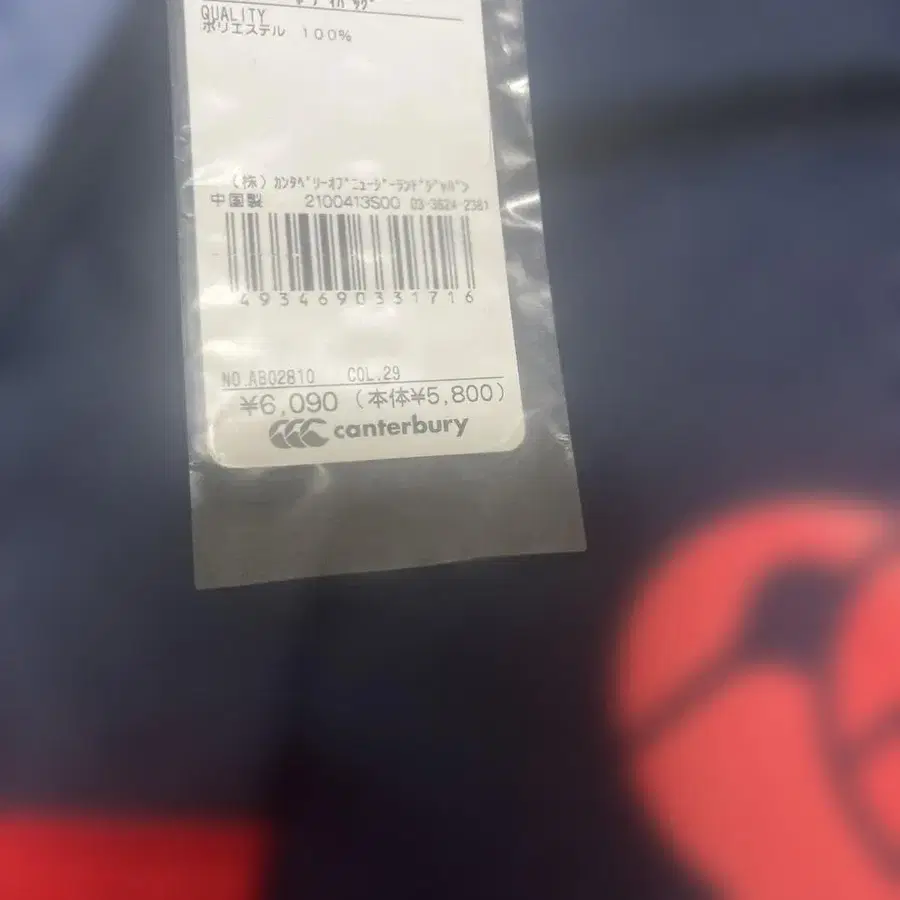 QUALITY
ポリエステル 100%
(株)ｶﾝﾀﾍﾞﾘｰｵﾌﾞﾆｭｰｼﾞｰﾗﾝﾄﾞｼﾞｬﾊﾟﾝ
中国製 2100413S00 03-3624-2381
4934690331716
NO.AB02810 COL.29
¥6,090 (本体¥5,800)
canterbury